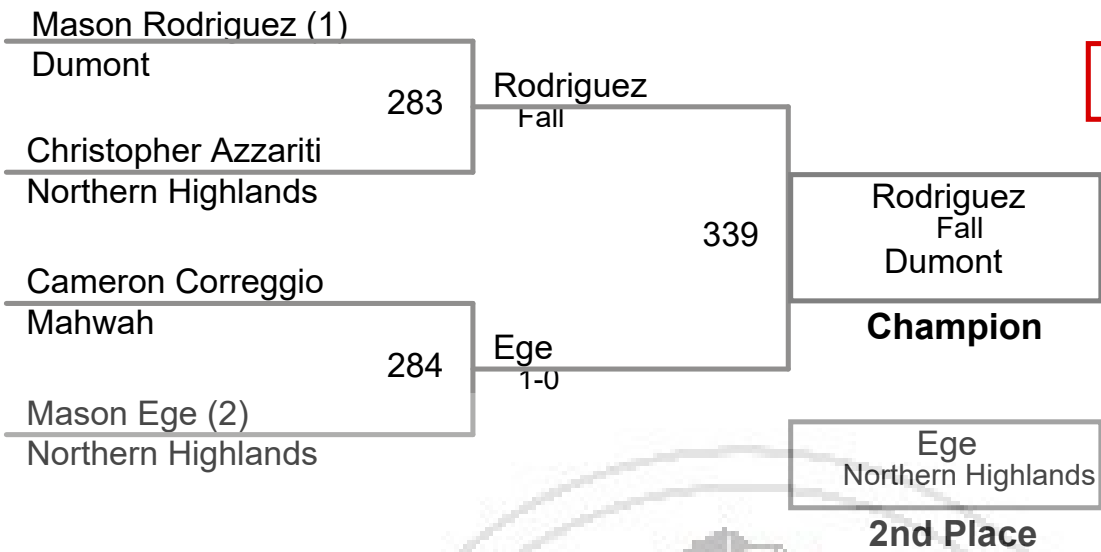 Mason Rodriguez (1)
Dumont
283
Rodriguez
Fall
Christopher Azzariti
Northern Highlands
339
Rodriguez
Fall
Dumont
Champion
Cameron Correggio
Mahwah
284
Ege
1-0
Mason Ege (2)
Northern Highlands
Ege
Northern Highlands
2nd Place